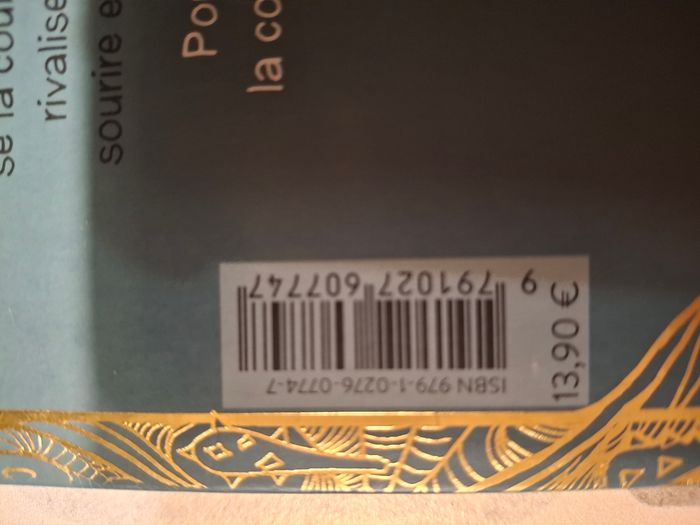 se la cou
rivalise
sourire e
Po
la co
ISBN 979-1-0276-0774-7
9 791027 607747
13,90 €